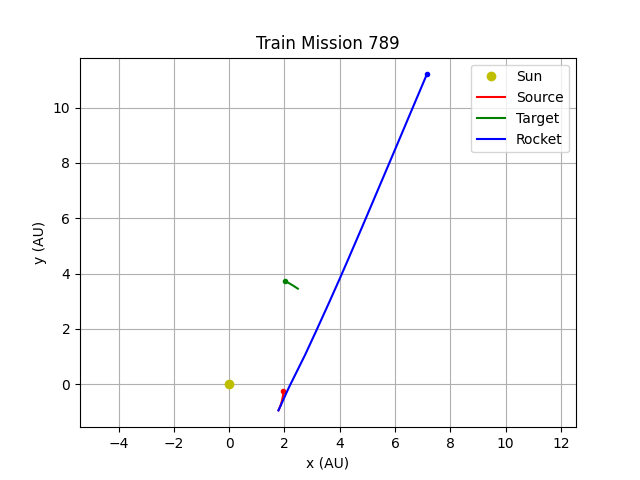 Train Mission 789
Sun
Source
Target
Rocket
10
8
6
4
2
0
y (AU)
−4 −2 0 2 4 6 8 10 12
x (AU)